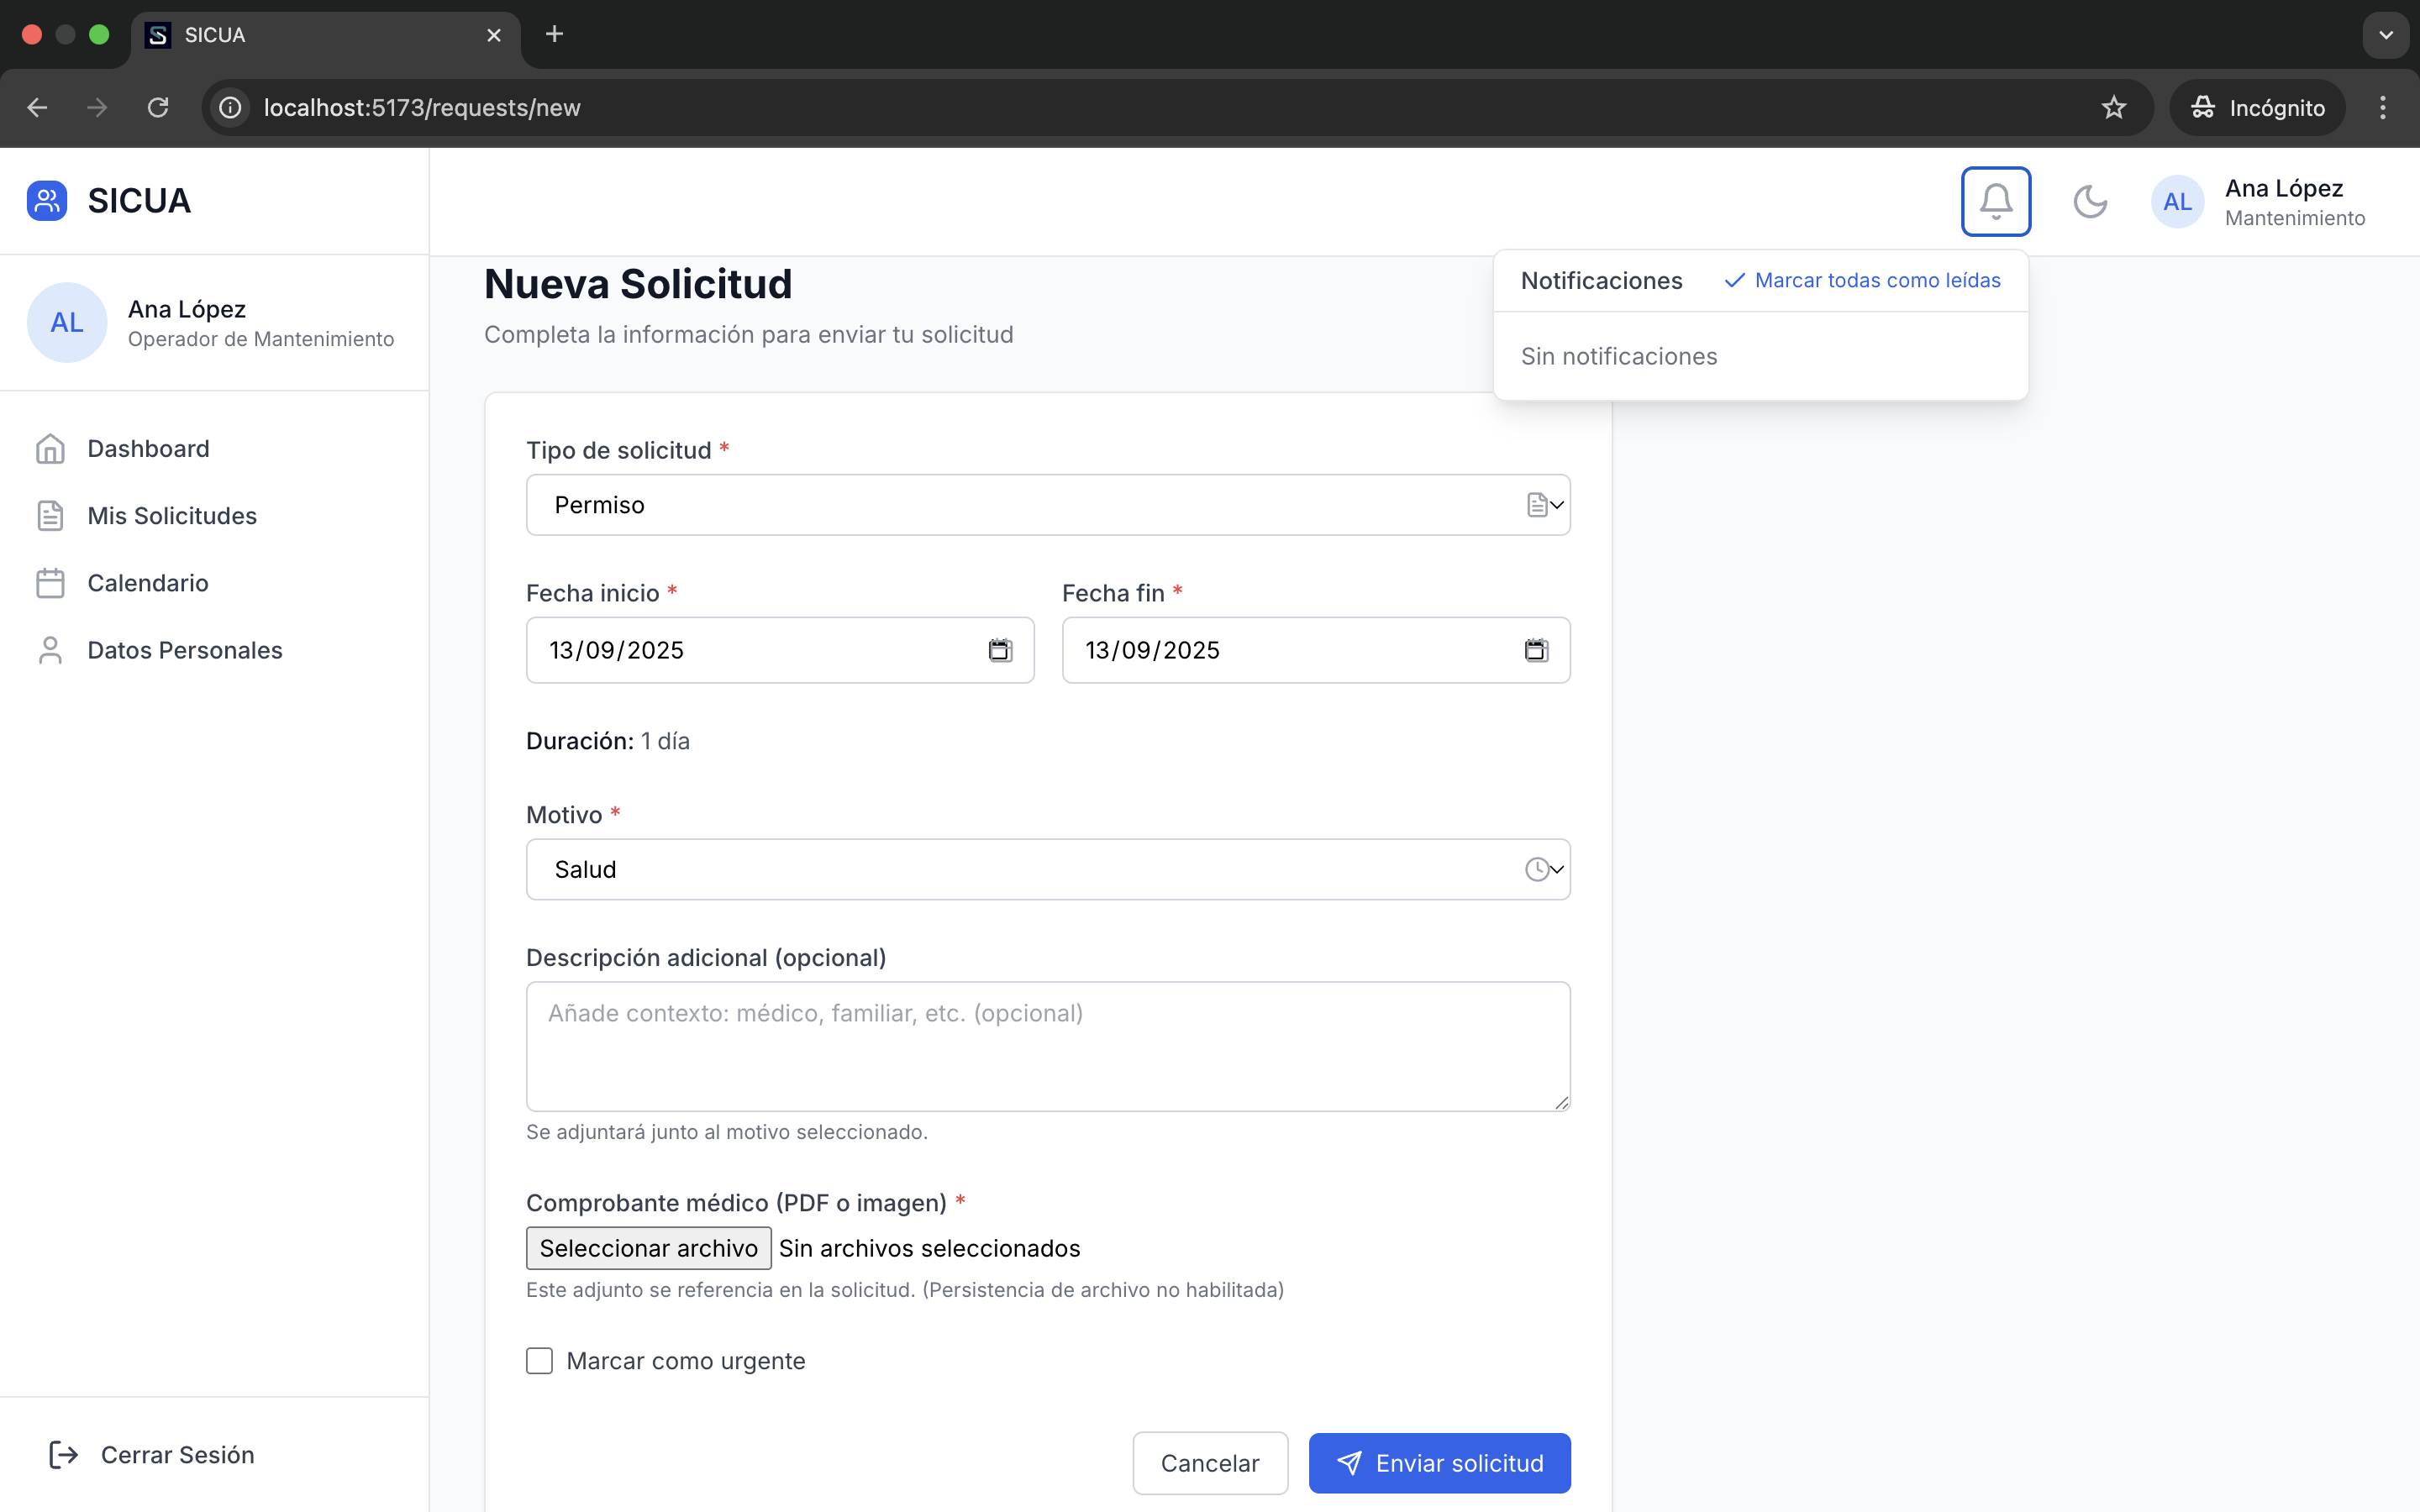 SICUA
localhost:5173/requests/new
Incógnito
SICUA
AL
Ana López
Mantenimiento
AL
Ana López
Operador de Mantenimiento
Dashboard
Mis Solicitudes
Calendario
Datos Personales
Cerrar Sesión
Notificaciones
Marcar todas como leídas
Sin notificaciones
Nueva Solicitud
Completa la información para enviar tu solicitud
Tipo de solicitud *
Permiso
Fecha inicio *
Fecha fin *
13/09/2025
13/09/2025
Duración: 1 día
Motivo *
Salud
Descripción adicional (opcional)
Añade contexto: médico, familiar, etc. (opcional)
Se adjuntará junto al motivo seleccionado.
Comprobante médico (PDF o imagen) *
Seleccionar archivo Sin archivos seleccionados
Este adjunto se referencia en la solicitud. (Persistencia de archivo no habilitada)
Marcar como urgente
Cancelar
Enviar solicitud